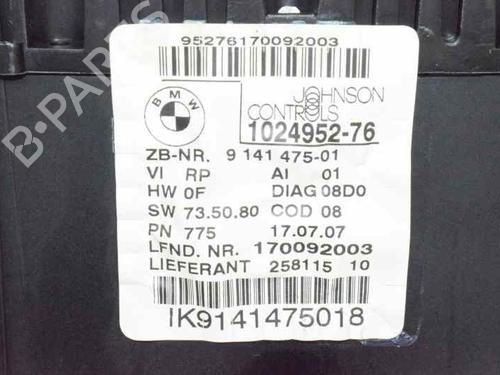 95276170092003
BMW
JOHNSON
CONTROLS
1024952-76
ZB-NR. 9 141 475-01
VI RP AI 01
HW 0F DIAG 08D0
SW 73.50.80 COD 08
PN 775 17.07.07
LFND. NR. 170092003
LIEFERANT 258115 10
IK9141475018
B-PARTS